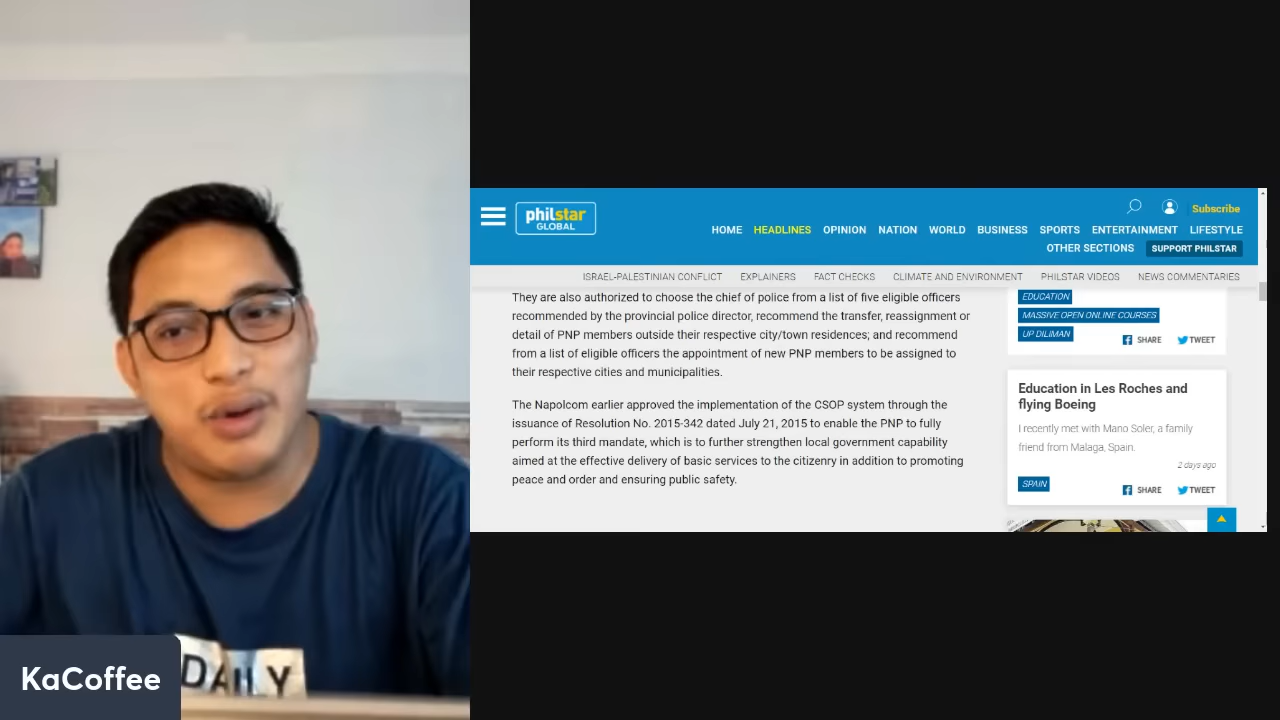 KaCoffee
DAILY
philstar
GLOBAL
Subscribe
HOME HEADLINES OPINION NATION WORLD BUSINESS SPORTS ENTERTAINMENT LIFESTYLE
OTHER SECTIONS SUPPORT PHILSTAR
ISRAEL-PALESTINIAN CONFLICT EXPLAINERS FACT CHECKS CLIMATE AND ENVIRONMENT PHILSTAR VIDEOS NEWS COMMENTARIES
They are also authorized to choose the chief of police from a list of five eligible officers
recommended by the provincial police director, recommend the transfer, reassignment or
detail of PNP members outside their respective city/town residences; and recommend
from a list of eligible officers the appointment of new PNP members to be assigned to
their respective cities and municipalities.
The Napolcom earlier approved the implementation of the CSOP system through the
issuance of Resolution No. 2015-342 dated July 21, 2015 to enable the PNP to fully
perform its third mandate, which is to further strengthen local government capability
aimed at the effective delivery of basic services to the citizenry in addition to promoting
peace and order and ensuring public safety.
EDUCATION
MASSIVE OPEN ONLINE COURSES
UP DILIMAN
SHARE TWEET
Education in Les Roches and
flying Boeing
I recently met with Mano Soler, a family
friend from Malaga, Spain.
2 days ago
SPAIN
SHARE TWEET